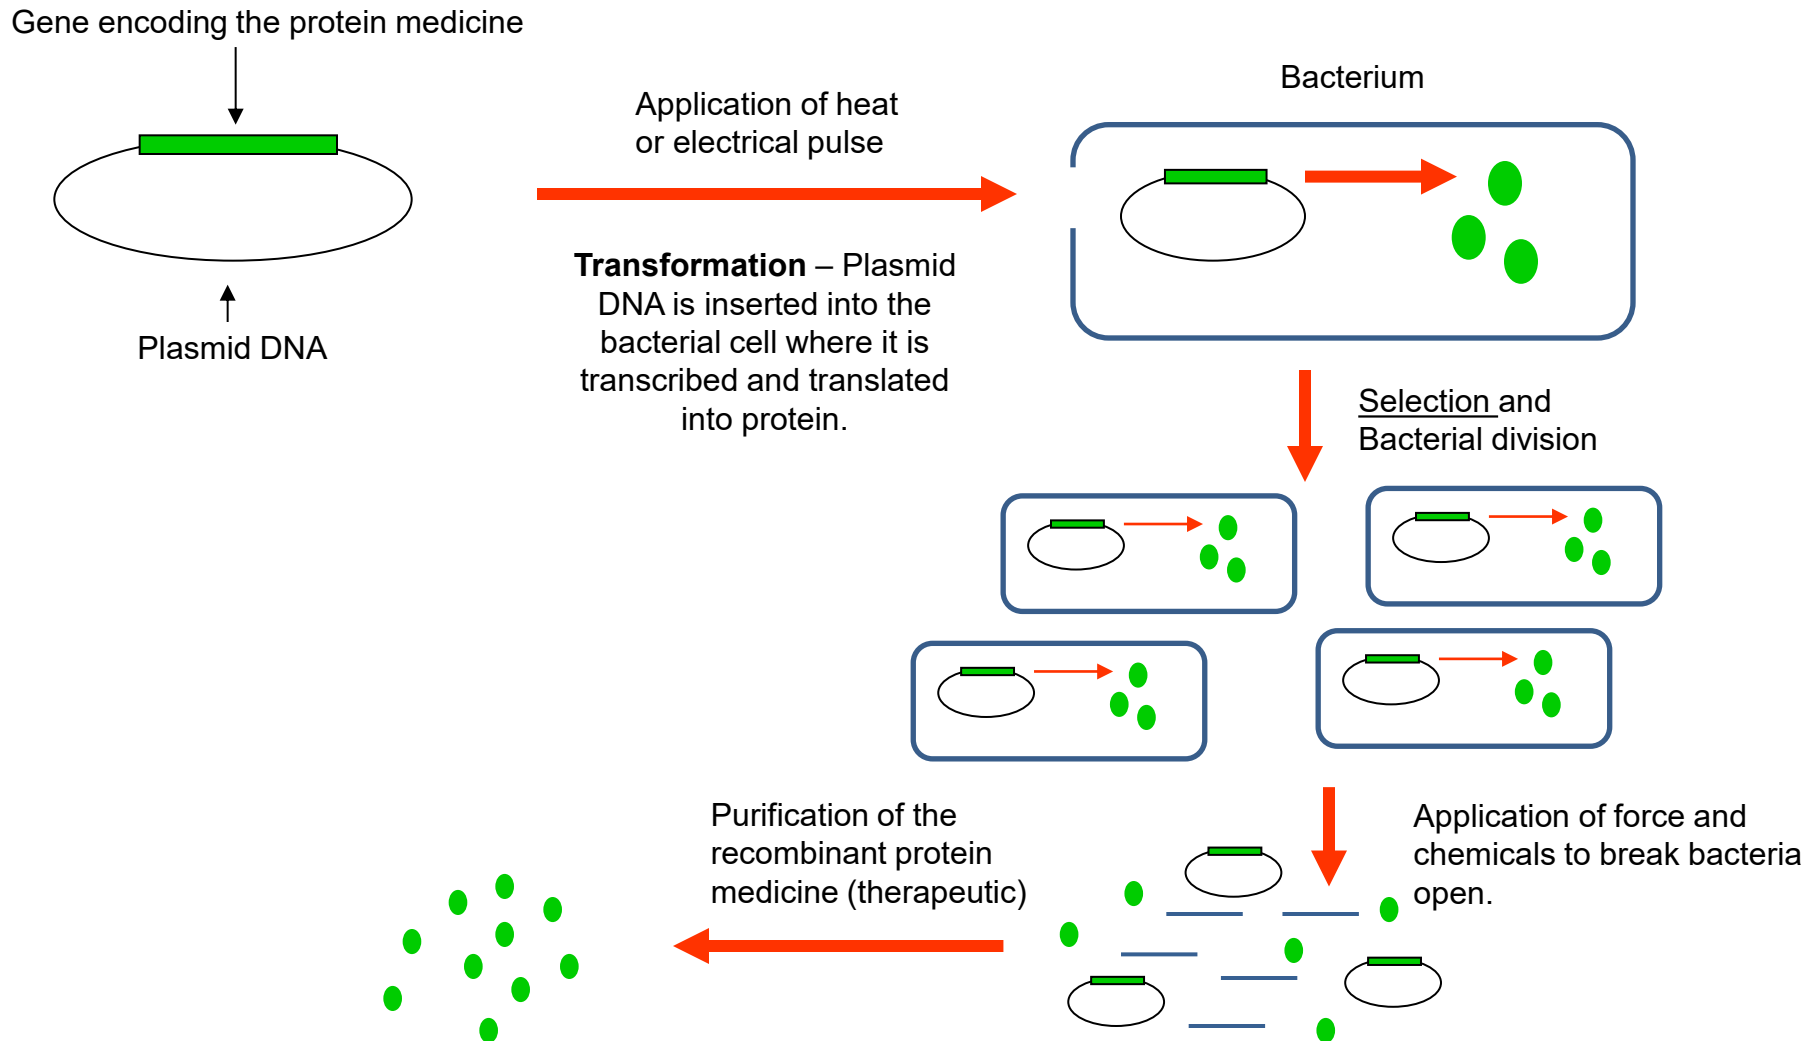 Gene encoding the protein medicine
Plasmid DNA
Application of heat
or electrical pulse
Transformation – Plasmid
DNA is inserted into the
bacterial cell where it is
transcribed and translated
into protein.
Bacterium
Selection and
Bacterial division
Application of force and
chemicals to break bacteria
open.
Purification of the
recombinant protein
medicine (therapeutic)